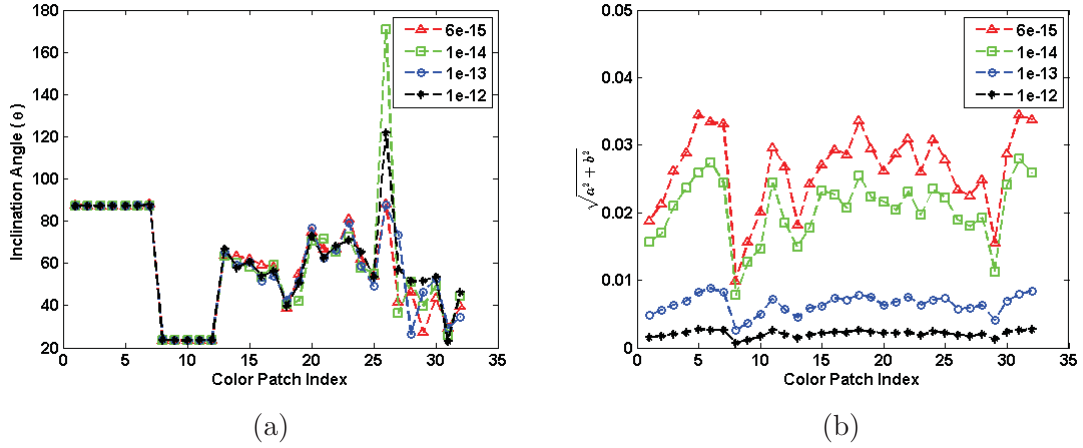 180
160
140
120
100
80
60
40
20
0 5 10 15 20 25 30 35
Inclination Angle (θ)
Color Patch Index
6e-15
1e-14
1e-13
1e-12
(a)
0.05
0.04
0.03
0.02
0.01
0
0 5 10 15 20 25 30 35
√a² + b²
Color Patch Index
6e-15
1e-14
1e-13
1e-12
(b)